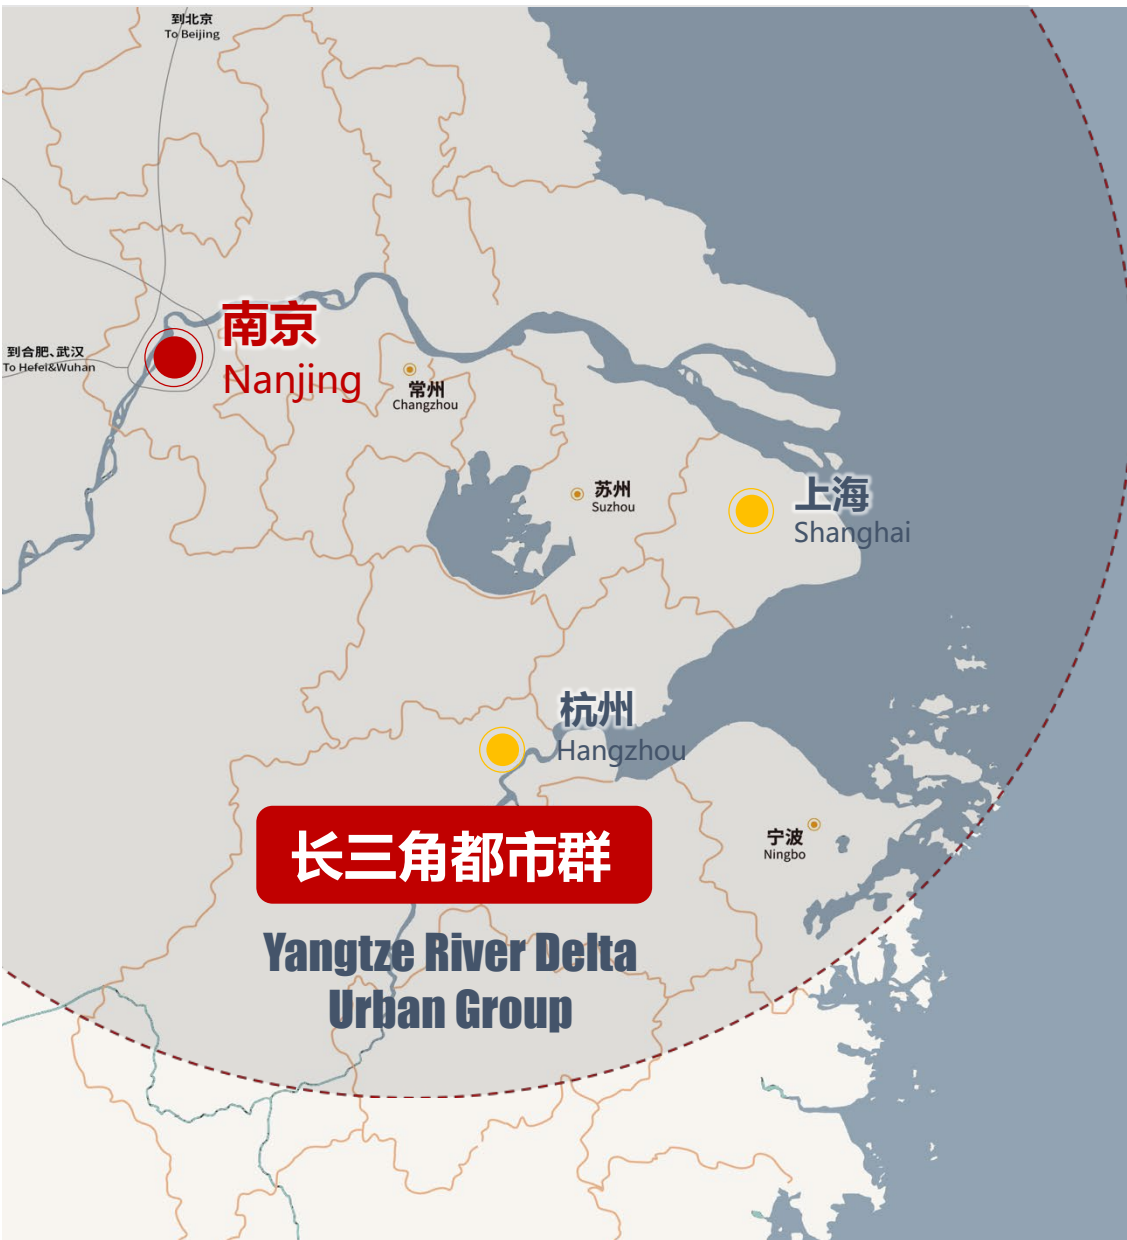 到北京
To Beijing
南京
Nanjing
到合肥、武汉
To Hefei&Wuhan
常州
Changzhou
苏州
Suzhou
上海
Shanghai
杭州
Hangzhou
长三角都市群
宁波
Ningbo
Yangtze River Delta
Urban Group